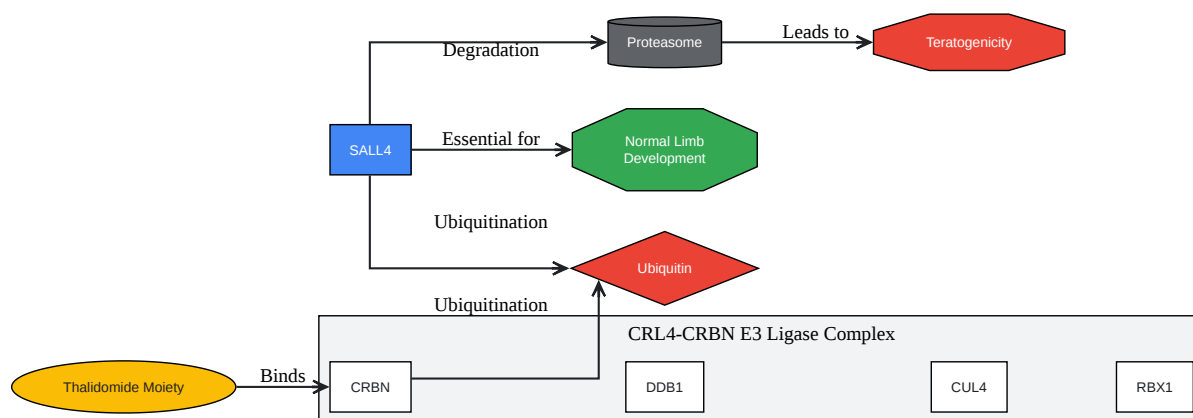 Proteasome
Leads to
Teratogenicity
Degradation
SALL4
Essential for
Normal Limb
Development
Ubiquitination
Ubiquitin
Ubiquitination
CRL4-CRBN E3 Ligase Complex
Thalidomide Moiety
Binds
CRBN
DDB1
CUL4
RBX1